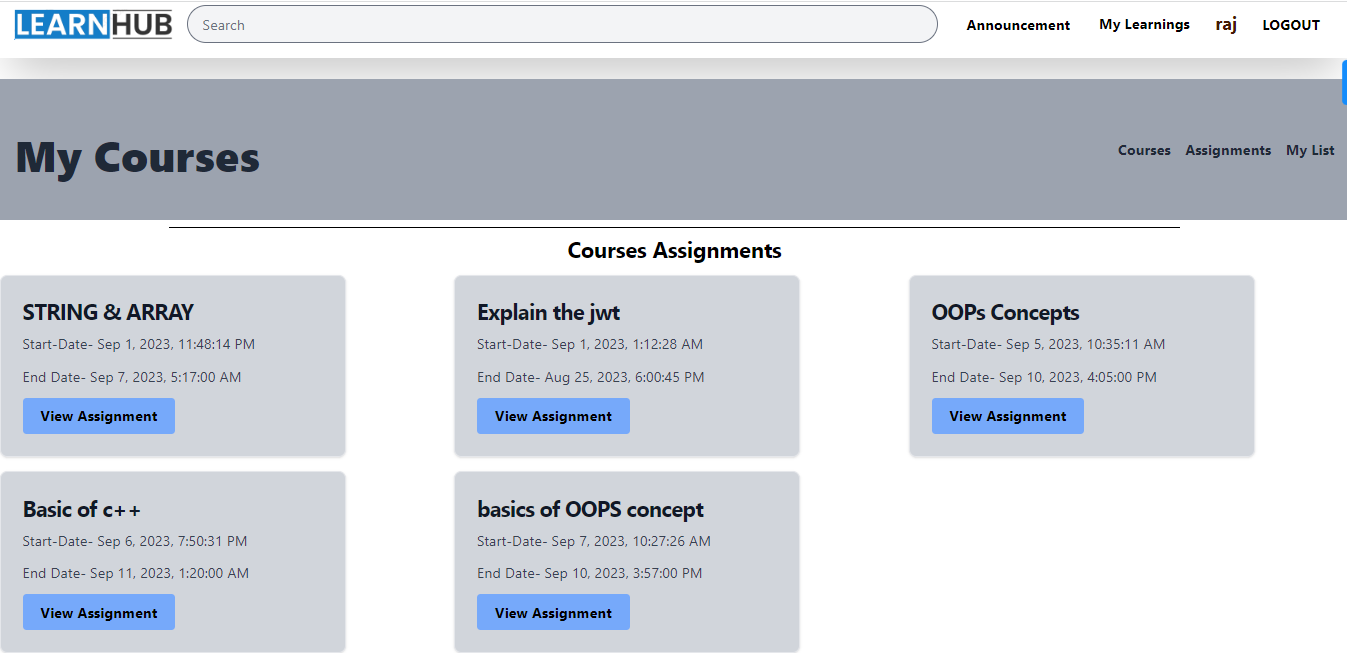 LEARNHUB
Search
Announcement
My Learnings
raj
LOGOUT
My Courses
Courses
Assignments
My List
Courses Assignments
STRING & ARRAY
Start-Date- Sep 1, 2023, 11:48:14 PM
End Date- Sep 7, 2023, 5:17:00 AM
View Assignment
Explain the jwt
Start-Date- Sep 1, 2023, 1:12:28 AM
End Date- Aug 25, 2023, 6:00:45 PM
View Assignment
OOPs Concepts
Start-Date- Sep 5, 2023, 10:35:11 AM
End Date- Sep 10, 2023, 4:05:00 PM
View Assignment
Basic of c++
Start-Date- Sep 6, 2023, 7:50:31 PM
End Date- Sep 11, 2023, 1:20:00 AM
View Assignment
basics of OOPS concept
Start-Date- Sep 7, 2023, 10:27:26 AM
End Date- Sep 10, 2023, 3:57:00 PM
View Assignment